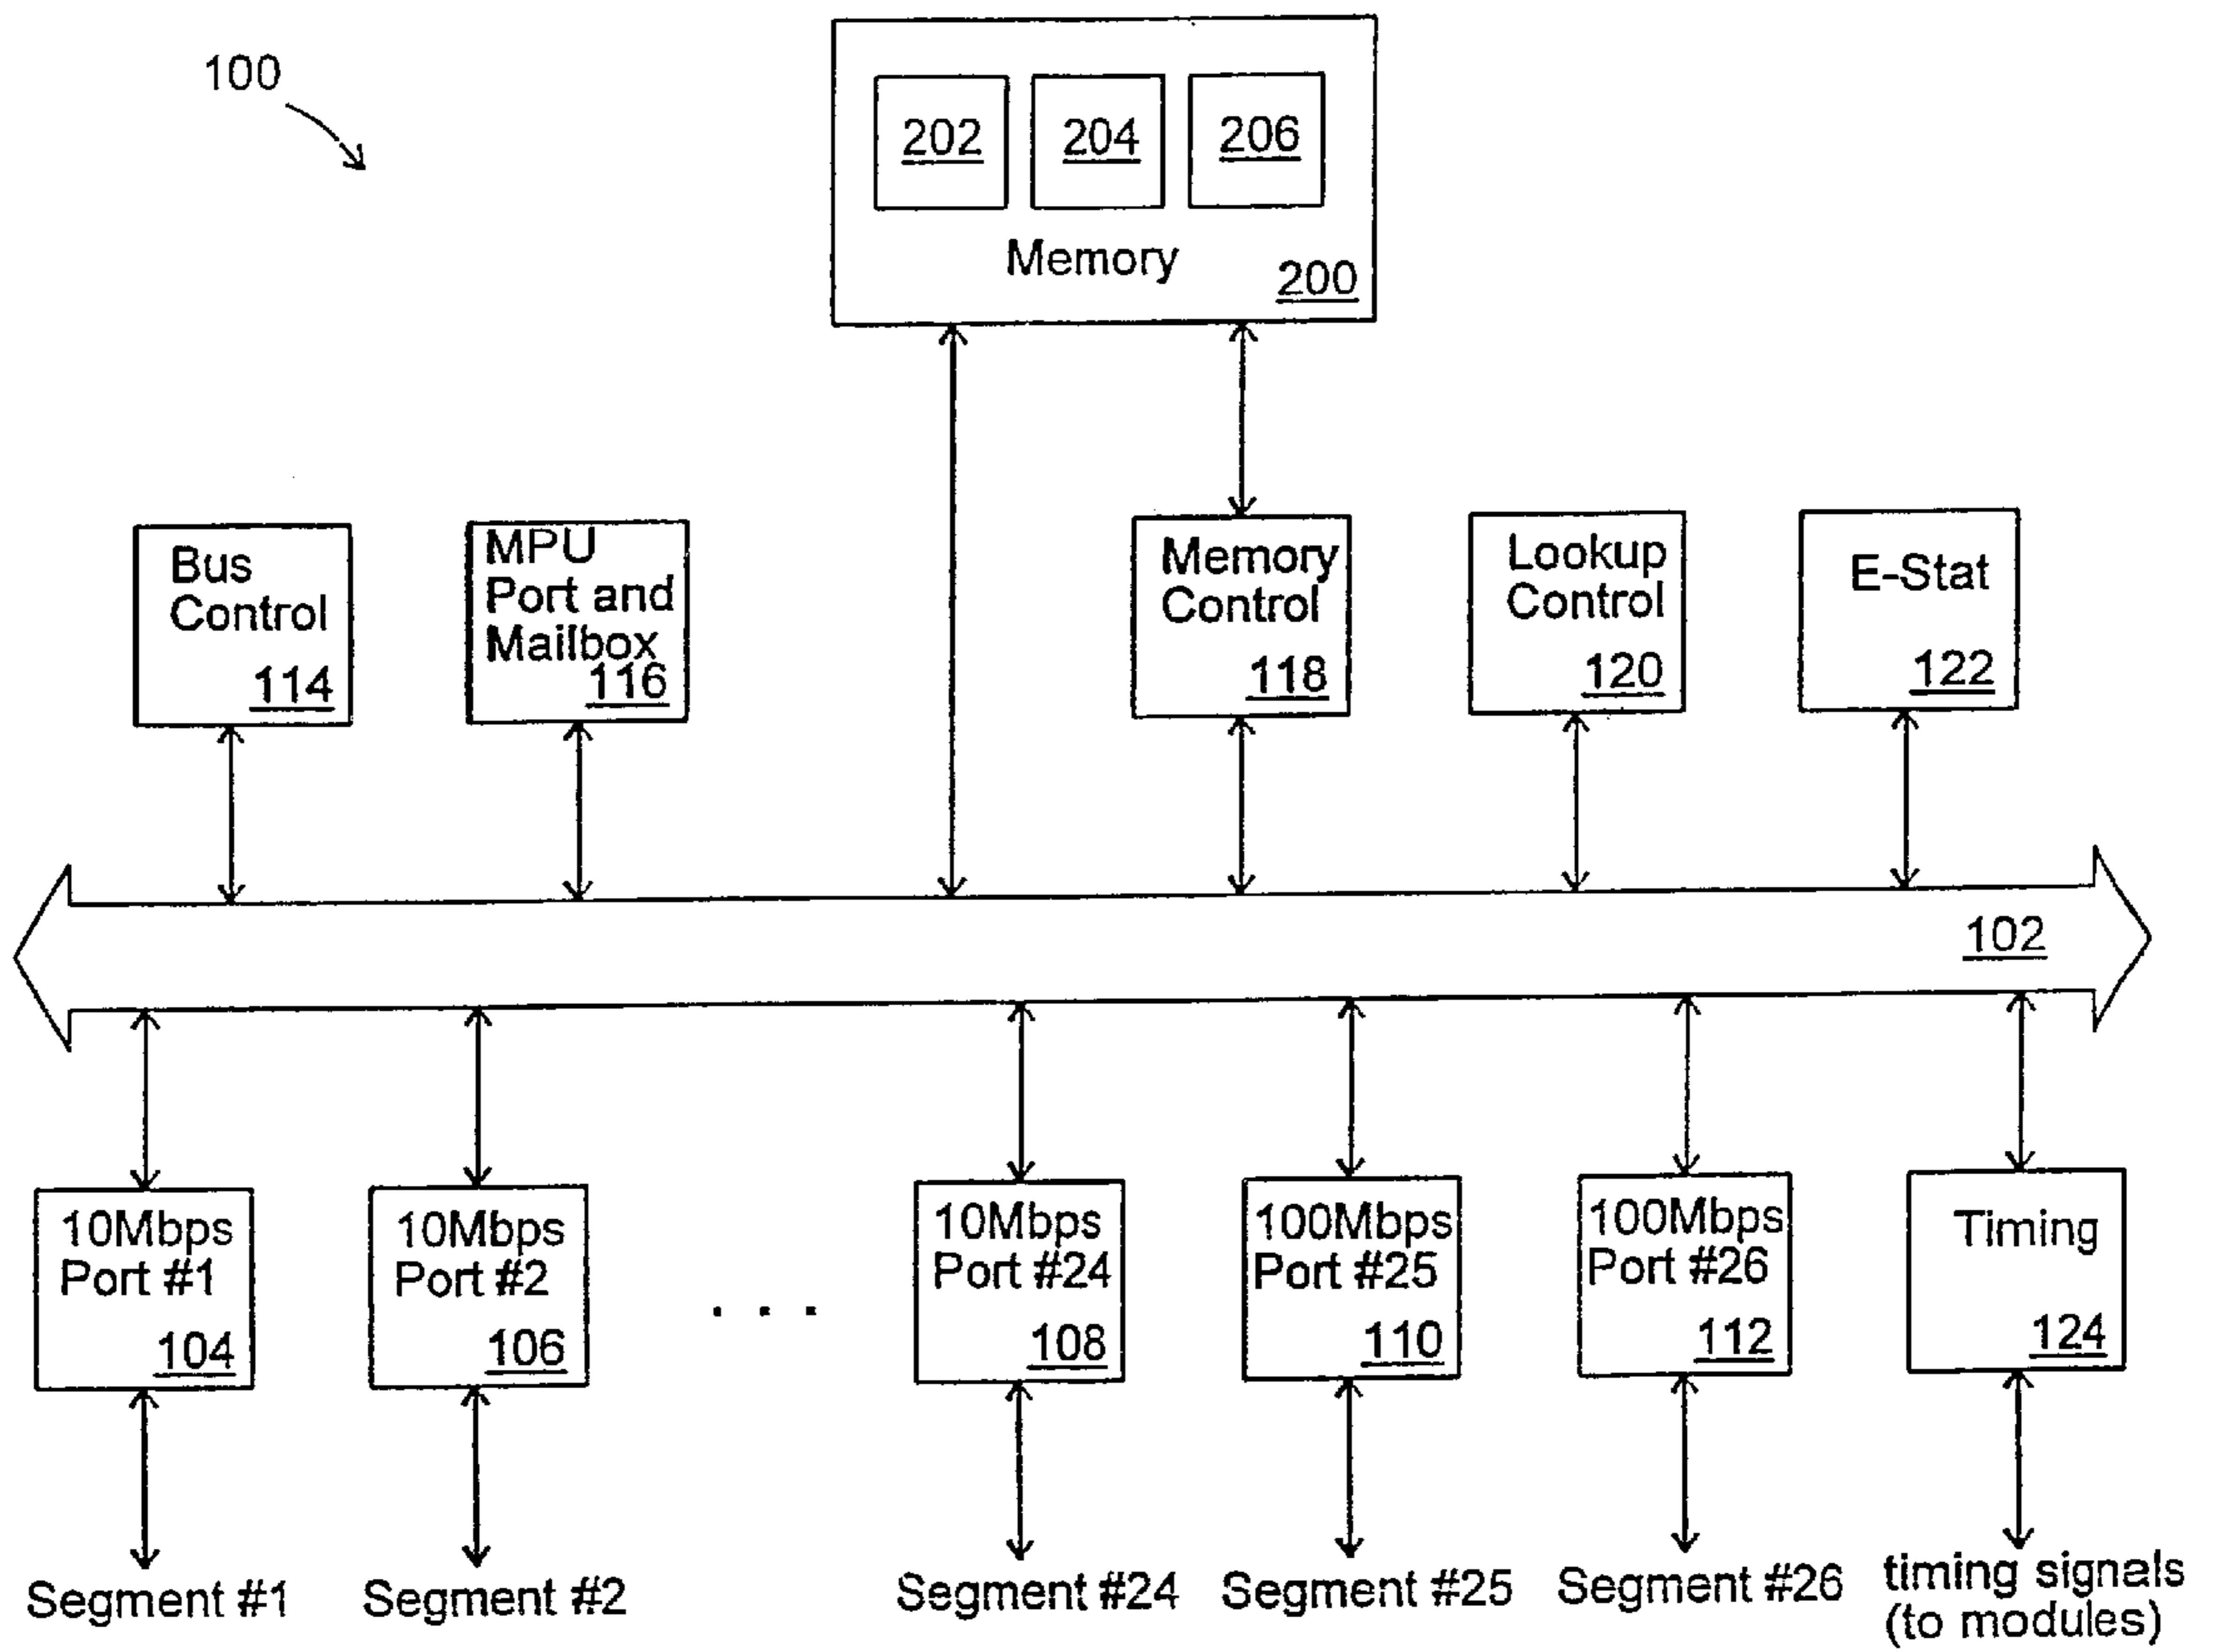 100
202 204 206
Memory
200
Bus
Control
114
MPU
Port and
Mailbox
116
Memory
Control
118
Lookup
Control
120
E-Stat
122
102
10Mbps
Port #1
104
10Mbps
Port #2
106
. . .
10Mbps
Port #24
108
100Mbps
Port #25
110
100Mbps
Port #26
112
Timing
124
Segment #1
Segment #2
Segment #24
Segment #25
Segment #26
timing signals
(to modules)